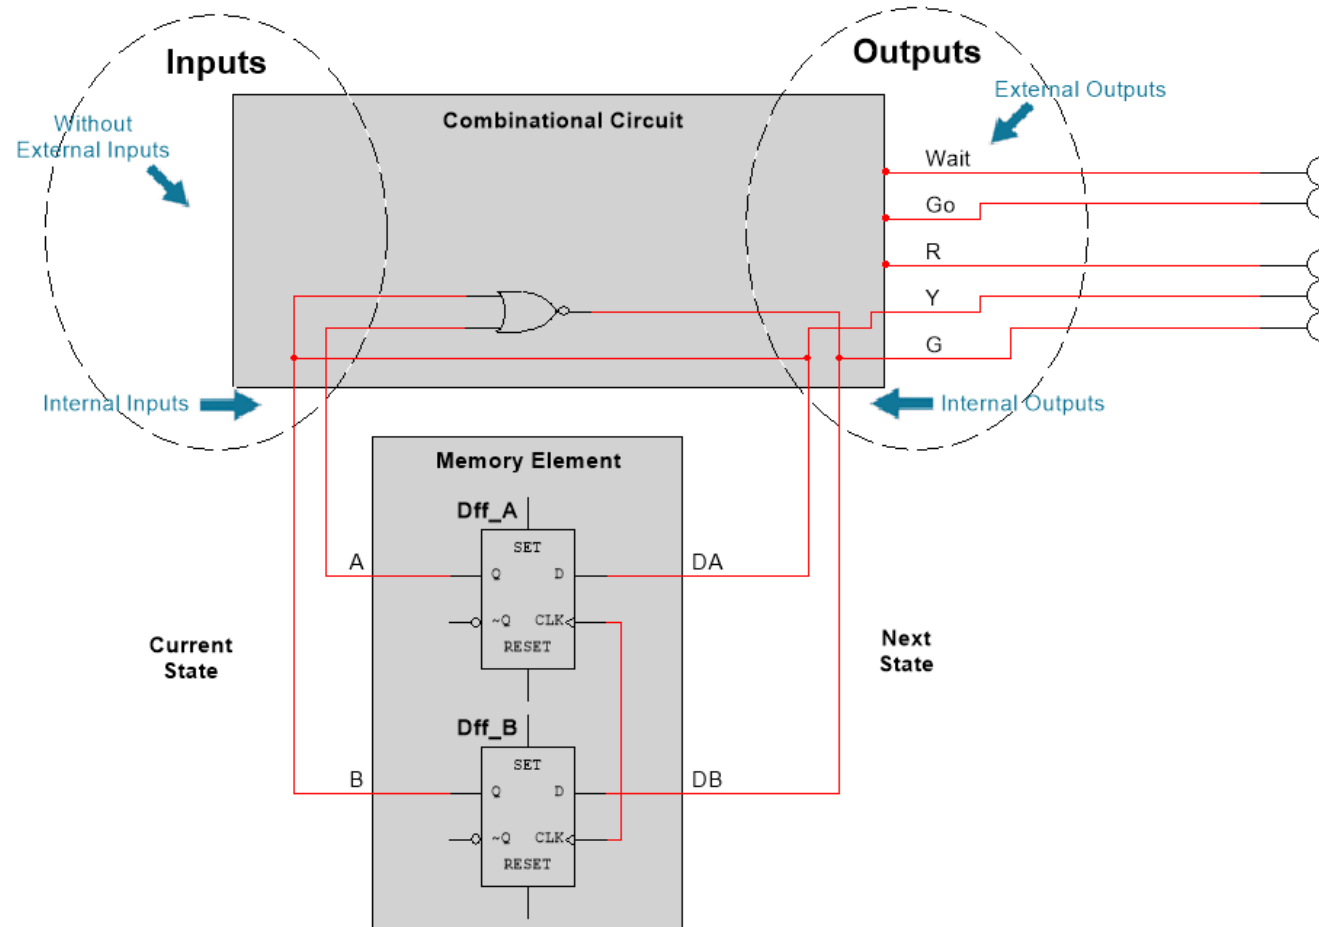 Inputs
Outputs
Without
External Inputs
External Outputs
Combinational Circuit
Wait
Go
R
Y
G
Internal Inputs
Internal Outputs
Memory Element
Dff_A
SET
A
Q
D
DA
~Q
CLK
RESET
Current
State
Next
State
Dff_B
SET
B
Q
D
DB
~Q
CLK
RESET